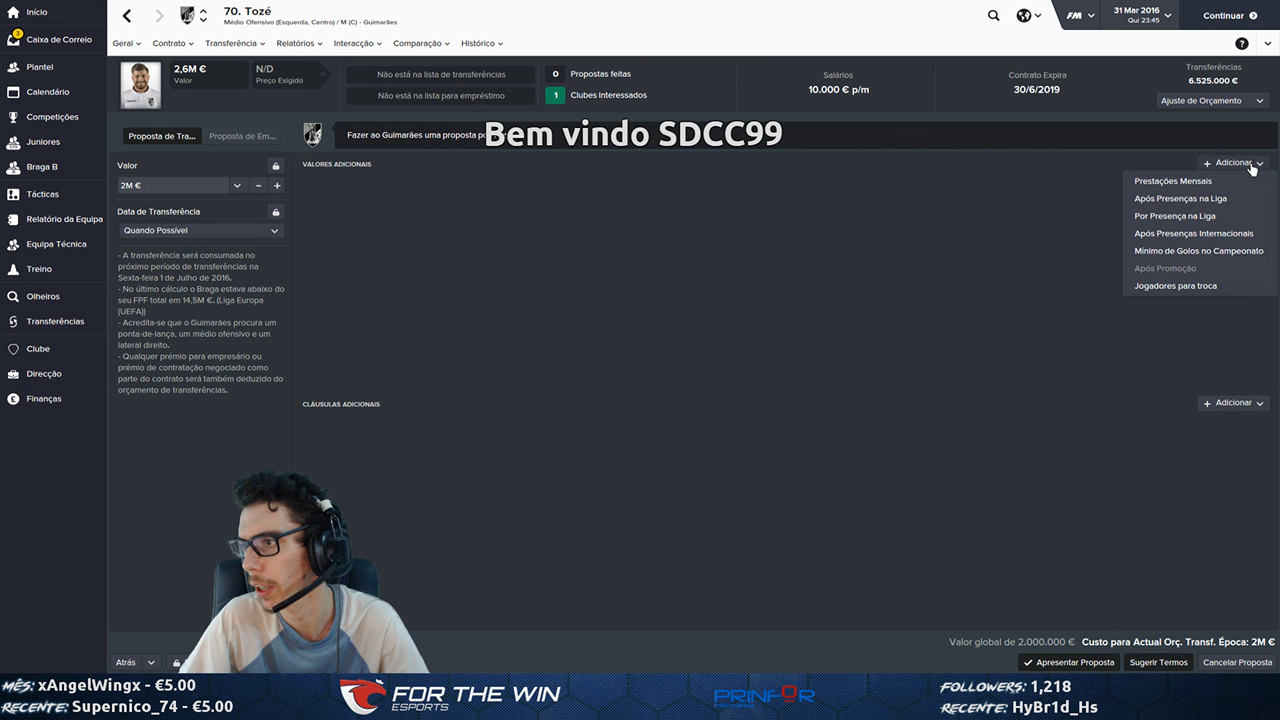 Início
3
Caixa de Correio
Plantel
Calendário
Competições
Juniores
Braga B
Tácticas
Relatório da Equipa
Equipa Técnica
Treino
Olheiros
Transferências
Clube
Direcção
Finanças
70. Tozé
Médio Ofensivo (Esquerda, Centro) / M (C) - Guimarães
FM
31 Mar 2016
Qui 23:45
Continuar
Geral
Contrato
Transferência
Relatórios
Interacção
Comparação
Histórico
?
2,6M €
Valor
N/D
Preço Exigido
Não está na lista de transferências
Não está na lista para empréstimo
0 Propostas feitas
1 Clubes Interessados
Salários
10.000 € p/m
Contrato Expira
30/6/2019
Transferências
6.525.000 €
Ajuste de Orçamento
Proposta de Tra...
Proposta de Em...
Fazer ao Guimarães uma proposta
Bem vindo SDCC99
Valor
2M €
Data de Transferência
Quando Possível
- A transferência será consumada no
próximo período de transferências na
Sexta-feira 1 de Julho de 2016.
- No último cálculo o Braga estava abaixo do
seu FPF total em 14,5M €. (Liga Europa
(UEFA))
- Acredita-se que o Guimarães procura um
ponta-de-lança, um médio ofensivo e um
lateral direito.
- Qualquer prémio para empresário ou
prémio de contratação negociado como
parte do contrato será também deduzido do
orçamento de transferências.
VALORES ADICIONAIS
+ Adicionar
Prestações Mensais
Após Presenças na Liga
Por Presença na Liga
Após Presenças Internacionais
Mínimo de Golos no Campeonato
Após Promoção
Jogadores para troca
CLÁUSULAS ADICIONAIS
+ Adicionar
Valor global de 2.000.000 € Custo para Actual Orç. Transf. Época: 2M €
Atrás
Apresentar Proposta
Sugerir Termos
Cancelar Proposta
MÊS: xAngelWingx - €5.00
RECENTE: Supernico_74 - €5.00
FOR THE WIN
ESPORTS
PRINFOR
FOLLOWERS: 1,218
RECENTE: HyBr1d_Hs